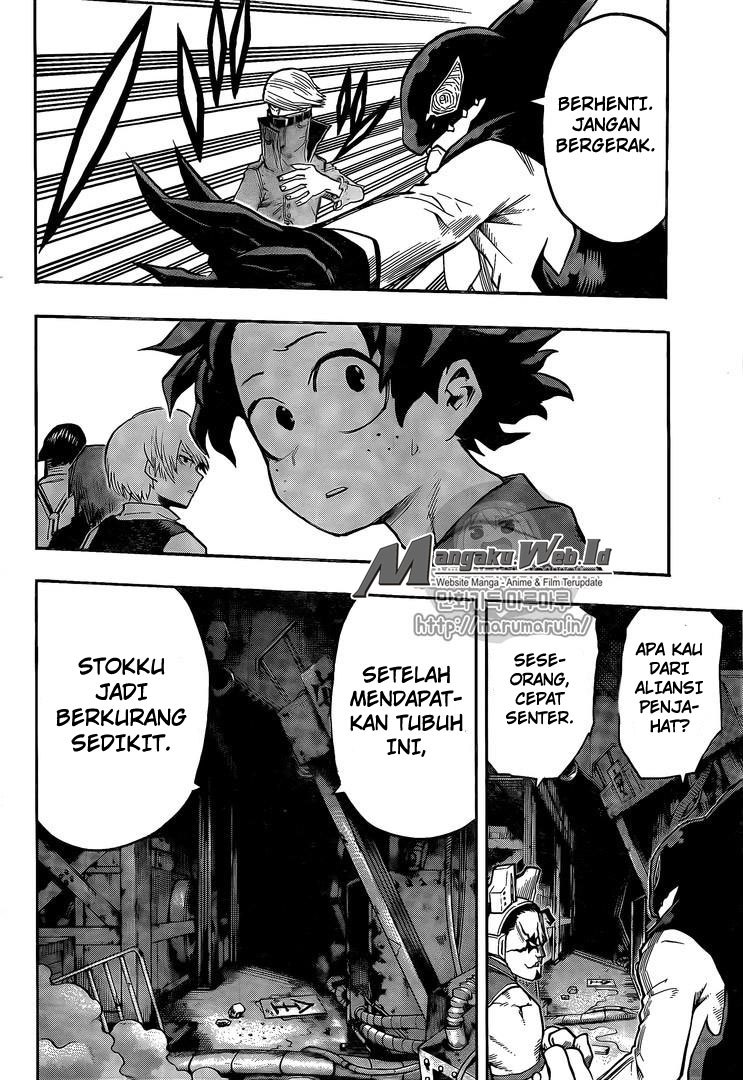 BERHENTI.
JANGAN
BERGERAK.
Mangaku.Web.Id
Website Manga - Anime & Film Terupdate
http://marumaru.in/
APA KAU
DARI
ALIANSI
PENJA-
HAT?
SESE-
ORANG,
CEPAT
SENTER.
SETELAH
MENDAPAT-
KAN TUBUH
INI,
STOKKU
JADI
BERKURANG
SEDIKIT.